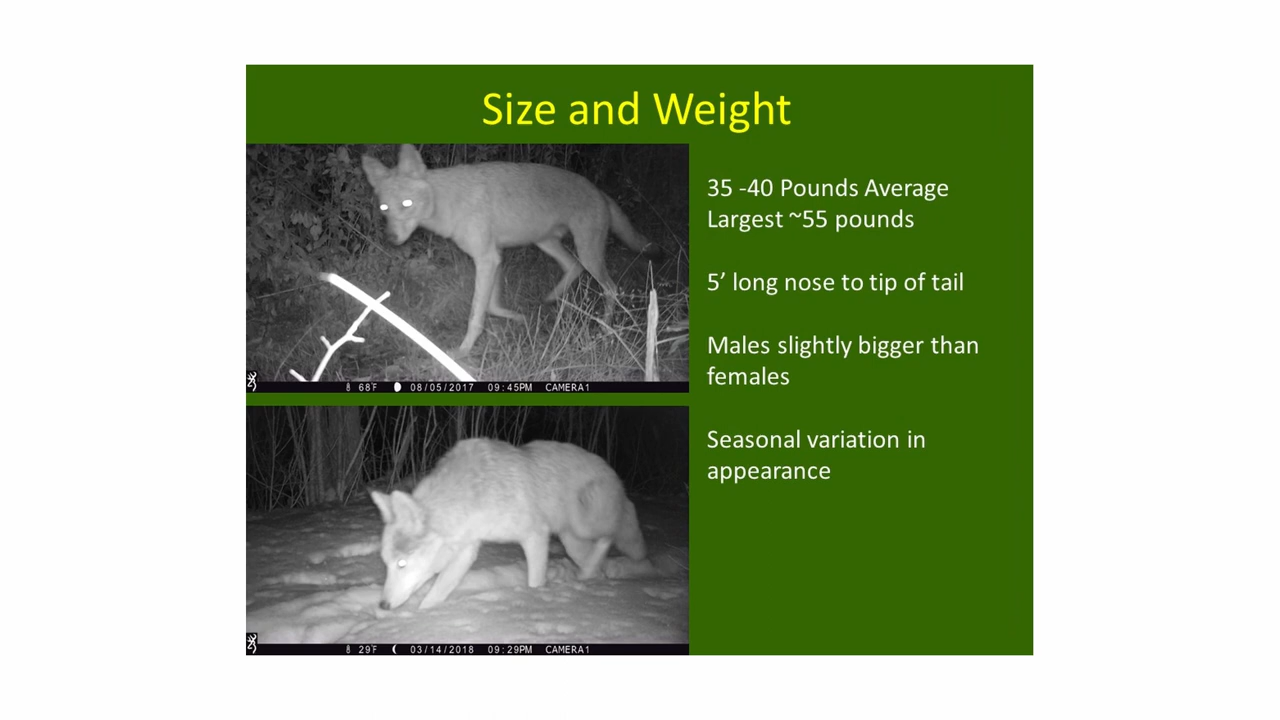 Size and Weight
35 -40 Pounds Average
Largest ~55 pounds
5’ long nose to tip of tail
Males slightly bigger than
females
Seasonal variation in
appearance
68°F 08/05/2017 09:45PM CAMERA1
29°F 03/14/2018 09:29PM CAMERA1